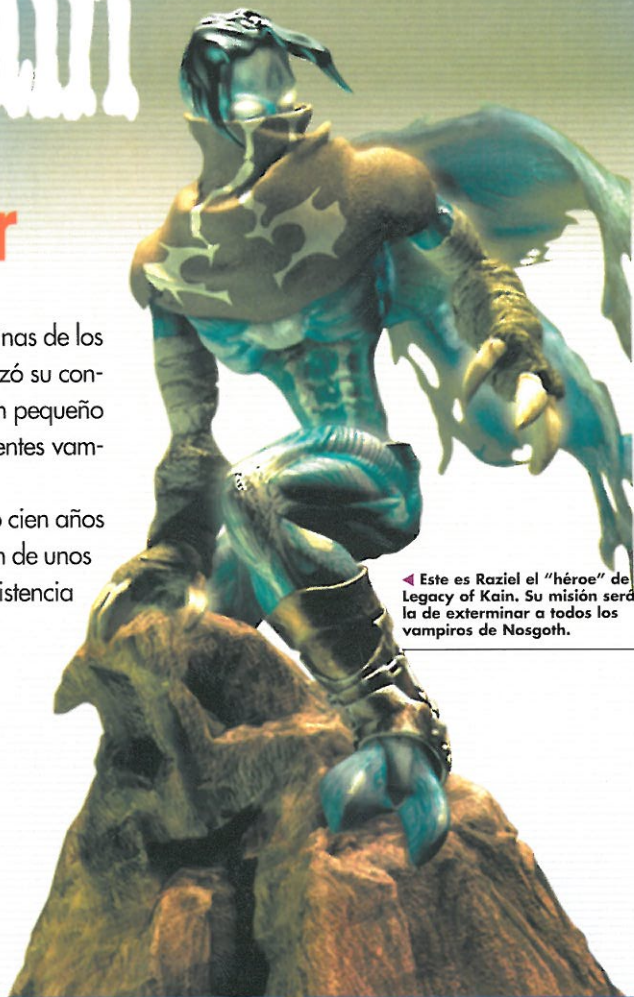 r
nas de los
zó su con-
n pequeño
entes vam-
o cien años
n de unos
istencia
◀ Este es Raziel el "héroe" de
Legacy of Kain. Su misión será
la de exterminar a todos los
vampiros de Nosgoth.